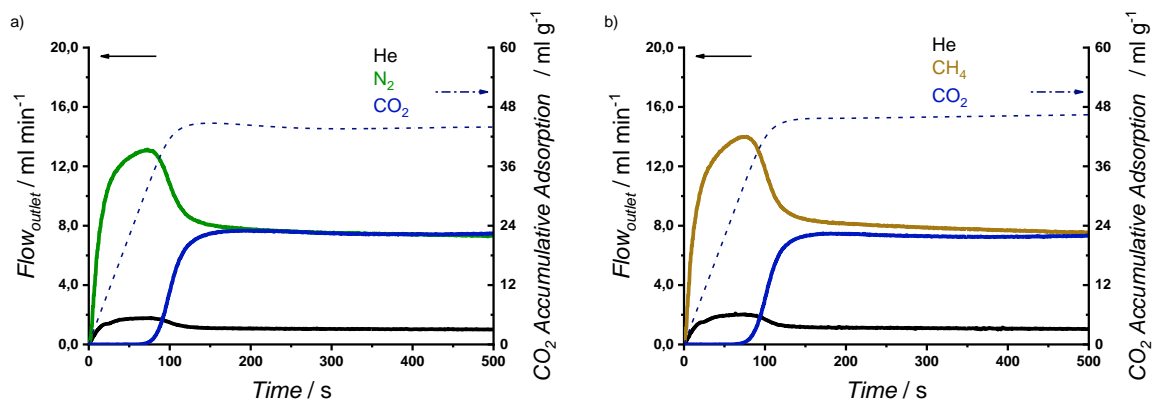 a)
He
N₂
CO₂
20,0
16,0
12,0
8,0
4,0
0,0
60
48
36
24
12
0
0
100
200
300
400
500
Flow_outlet / ml min⁻¹
CO₂ Accumulative Adsorption / ml g⁻¹
Time / s
b)
He
CH₄
CO₂
20,0
16,0
12,0
8,0
4,0
0,0
60
48
36
24
12
0
0
100
200
300
400
500
Flow_outlet / ml min⁻¹
CO₂ Accumulative Adsorption / ml g⁻¹
Time / s